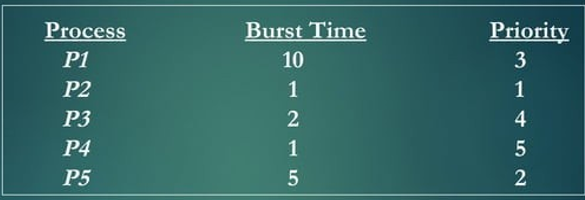 Process Burst Time Priority
P1 10 3
P2 1 1
P3 2 4
P4 1 5
P5 5 2